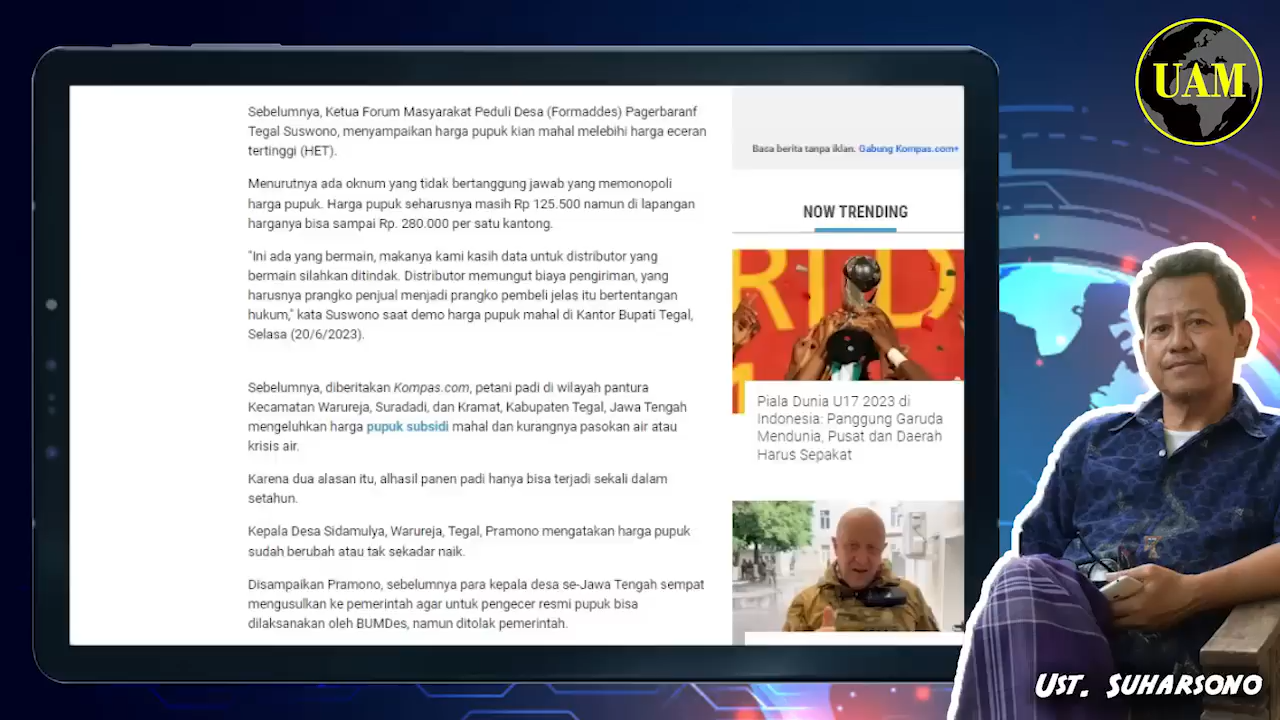 Sebelumnya, Ketua Forum Masyarakat Peduli Desa (Formaddes) Pagerbaranf
Tegal Suswono, menyampaikan harga pupuk kian mahal melebihi harga eceran
tertinggi (HET).
Menurutnya ada oknum yang tidak bertanggung jawab yang memonopoli
harga pupuk. Harga pupuk seharusnya masih Rp 125.500 namun di lapangan
harganya bisa sampai Rp. 280.000 per satu kantong.
"Ini ada yang bermain, makanya kami kasih data untuk distributor yang
bermain silahkan ditindak. Distributor memungut biaya pengiriman, yang
harusnya prangko penjual menjadi prangko pembeli jelas itu bertentangan
hukum," kata Suswono saat demo harga pupuk mahal di Kantor Bupati Tegal,
Selasa (20/6/2023).
Sebelumnya, diberitakan Kompas.com, petani padi di wilayah pantura
Kecamatan Warureja, Suradadi, dan Kramat, Kabupaten Tegal, Jawa Tengah
mengeluhkan harga pupuk subsidi mahal dan kurangnya pasokan air atau
krisis air.
Karena dua alasan itu, alhasil panen padi hanya bisa terjadi sekali dalam
setahun.
Kepala Desa Sidamulya, Warureja, Tegal, Pramono mengatakan harga pupuk
sudah berubah atau tak sekadar naik.
Disampaikan Pramono, sebelumnya para kepala desa se-Jawa Tengah sempat
mengusulkan ke pemerintah agar untuk pengecer resmi pupuk bisa
dilaksanakan oleh BUMDes, namun ditolak pemerintah.
Baca berita tanpa iklan. Gabung Kompas.com+
NOW TRENDING
Piala Dunia U17 2023 di
Indonesia: Panggung Garuda
Mendunia, Pusat dan Daerah
Harus Sepakat
UAM
UST. SUHARSONO